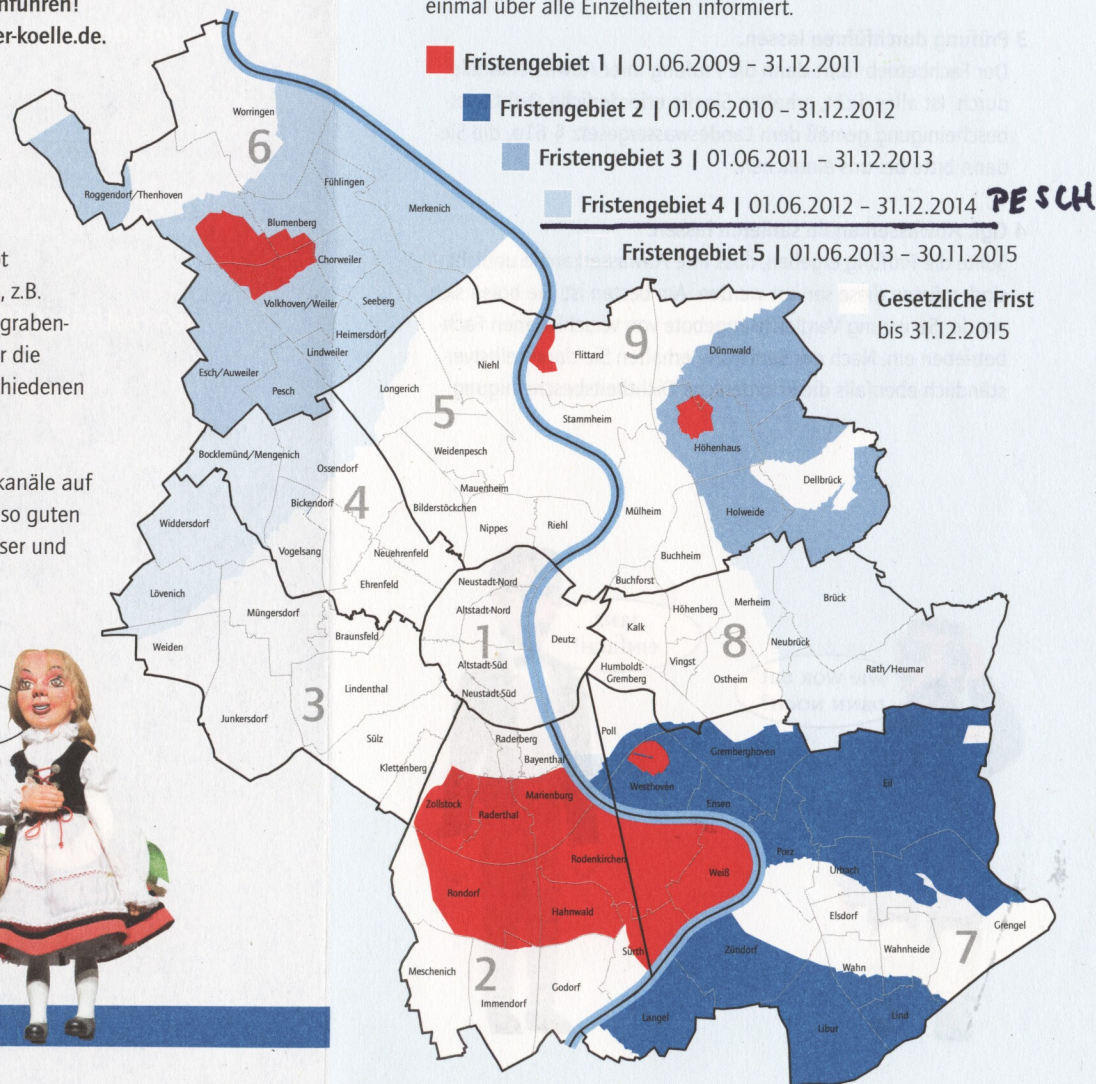 nführen!
er-koelle.de.
t
, z.B.
graben-
r die
hiedenen
kanäle auf
so guten
ser und
einmal über alle Einzelheiten informiert.
Fristengebiet 1 | 01.06.2009 – 31.12.2011
Fristengebiet 2 | 01.06.2010 – 31.12.2012
Fristengebiet 3 | 01.06.2011 – 31.12.2013
Fristengebiet 4 | 01.06.2012 – 31.12.2014 PESCH
Fristengebiet 5 | 01.06.2013 – 30.11.2015
Gesetzliche Frist
bis 31.12.2015
Worringen
6
Fühlingen
Roggendorf/Thenhoven
Merkenich
Blumenberg
Chorweiler
Volkhoven/Weiler
Seeberg
Heimersdorf
Lindweiler
Esch/Auweiler
Pesch
Niehl
Longerich
5
Weidenpesch
Mauenheim
Bilderstöckchen
Nippes
Riehl
9
Flittard
Dünnwald
Stammheim
Höhenhaus
Dellbrück
Mülheim
Holweide
Buchheim
Buchforst
Bocklemünd/Mengenich
Ossendorf
4
Bickendorf
Vogelsang
Neuehrenfeld
Ehrenfeld
Widdersdorf
Lövenich
Müngersdorf
Weiden
Braunsfeld
Lindenthal
3
Junkersdorf
Sülz
Klettenberg
Neustadt-Nord
Altstadt-Nord
1
Deutz
Altstadt-Süd
Neustadt-Süd
Höhenberg
Merheim
Brück
Kalk
8
Neubrück
Vingst
Humboldt-
Gremberg
Ostheim
Rath/Heumar
Raderberg
Bayenthal
Zollstock
Marienburg
Raderthal
Rodenkirchen
Weiß
Rondorf
Hahnwald
Sürth
Meschenich
2
Godorf
Immendorf
Poll
Gremberghoven
Westhoven
Eil
Ensen
Porz
Urbach
Elsdorf
Grengel
7
Wahnheide
Zündorf
Wahn
Langel
Lind
Libur